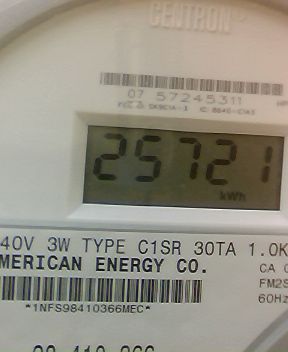 CENTRON
07 57245311
25721
kWh
40V 3W TYPE C1SR 30TA 1.0K
MERICAN ENERGY CO.
CA 0
FM2S
60Hz
*1NFS98410366MEC*